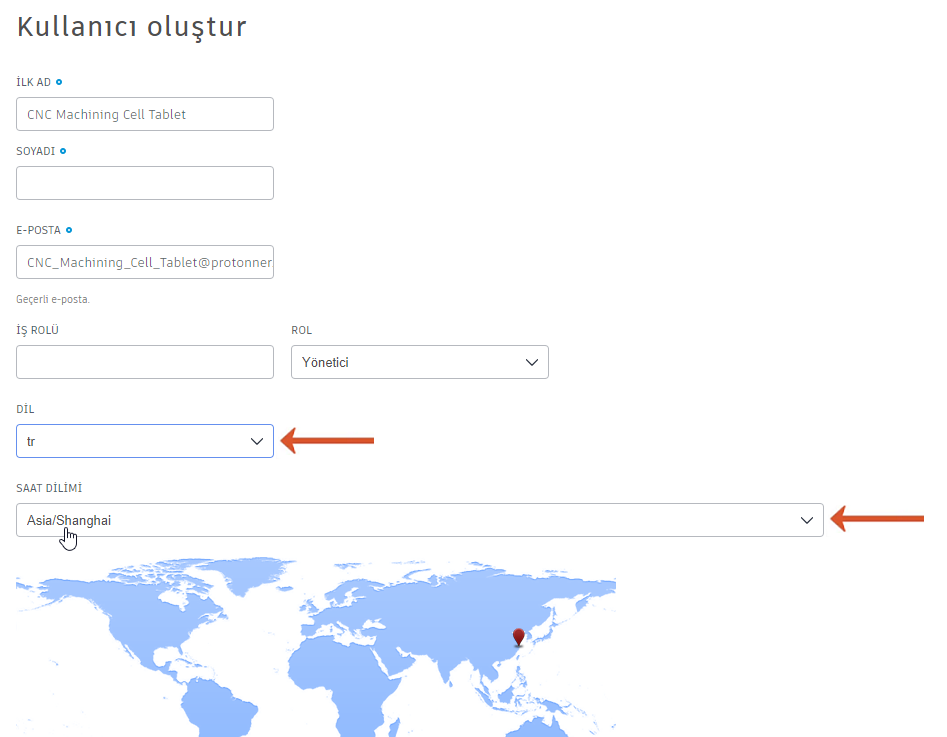 Kullanıcı oluştur
İLK AD
CNC Machining Cell Tablet
SOYADI
E-POSTA
CNC_Machining_Cell_Tablet@protonner
Geçerli e-posta.
İŞ ROLÜ
ROL
Yönetici
DİL
tr
SAAT DİLİMİ
Asia/Shanghai